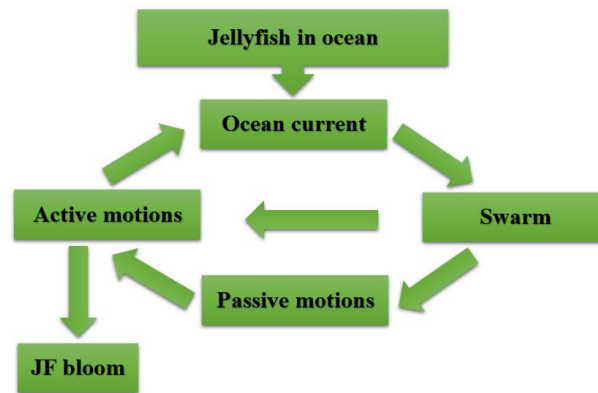 Jellyfish in ocean
Ocean current
Active motions
Swarm
Passive motions
JF bloom